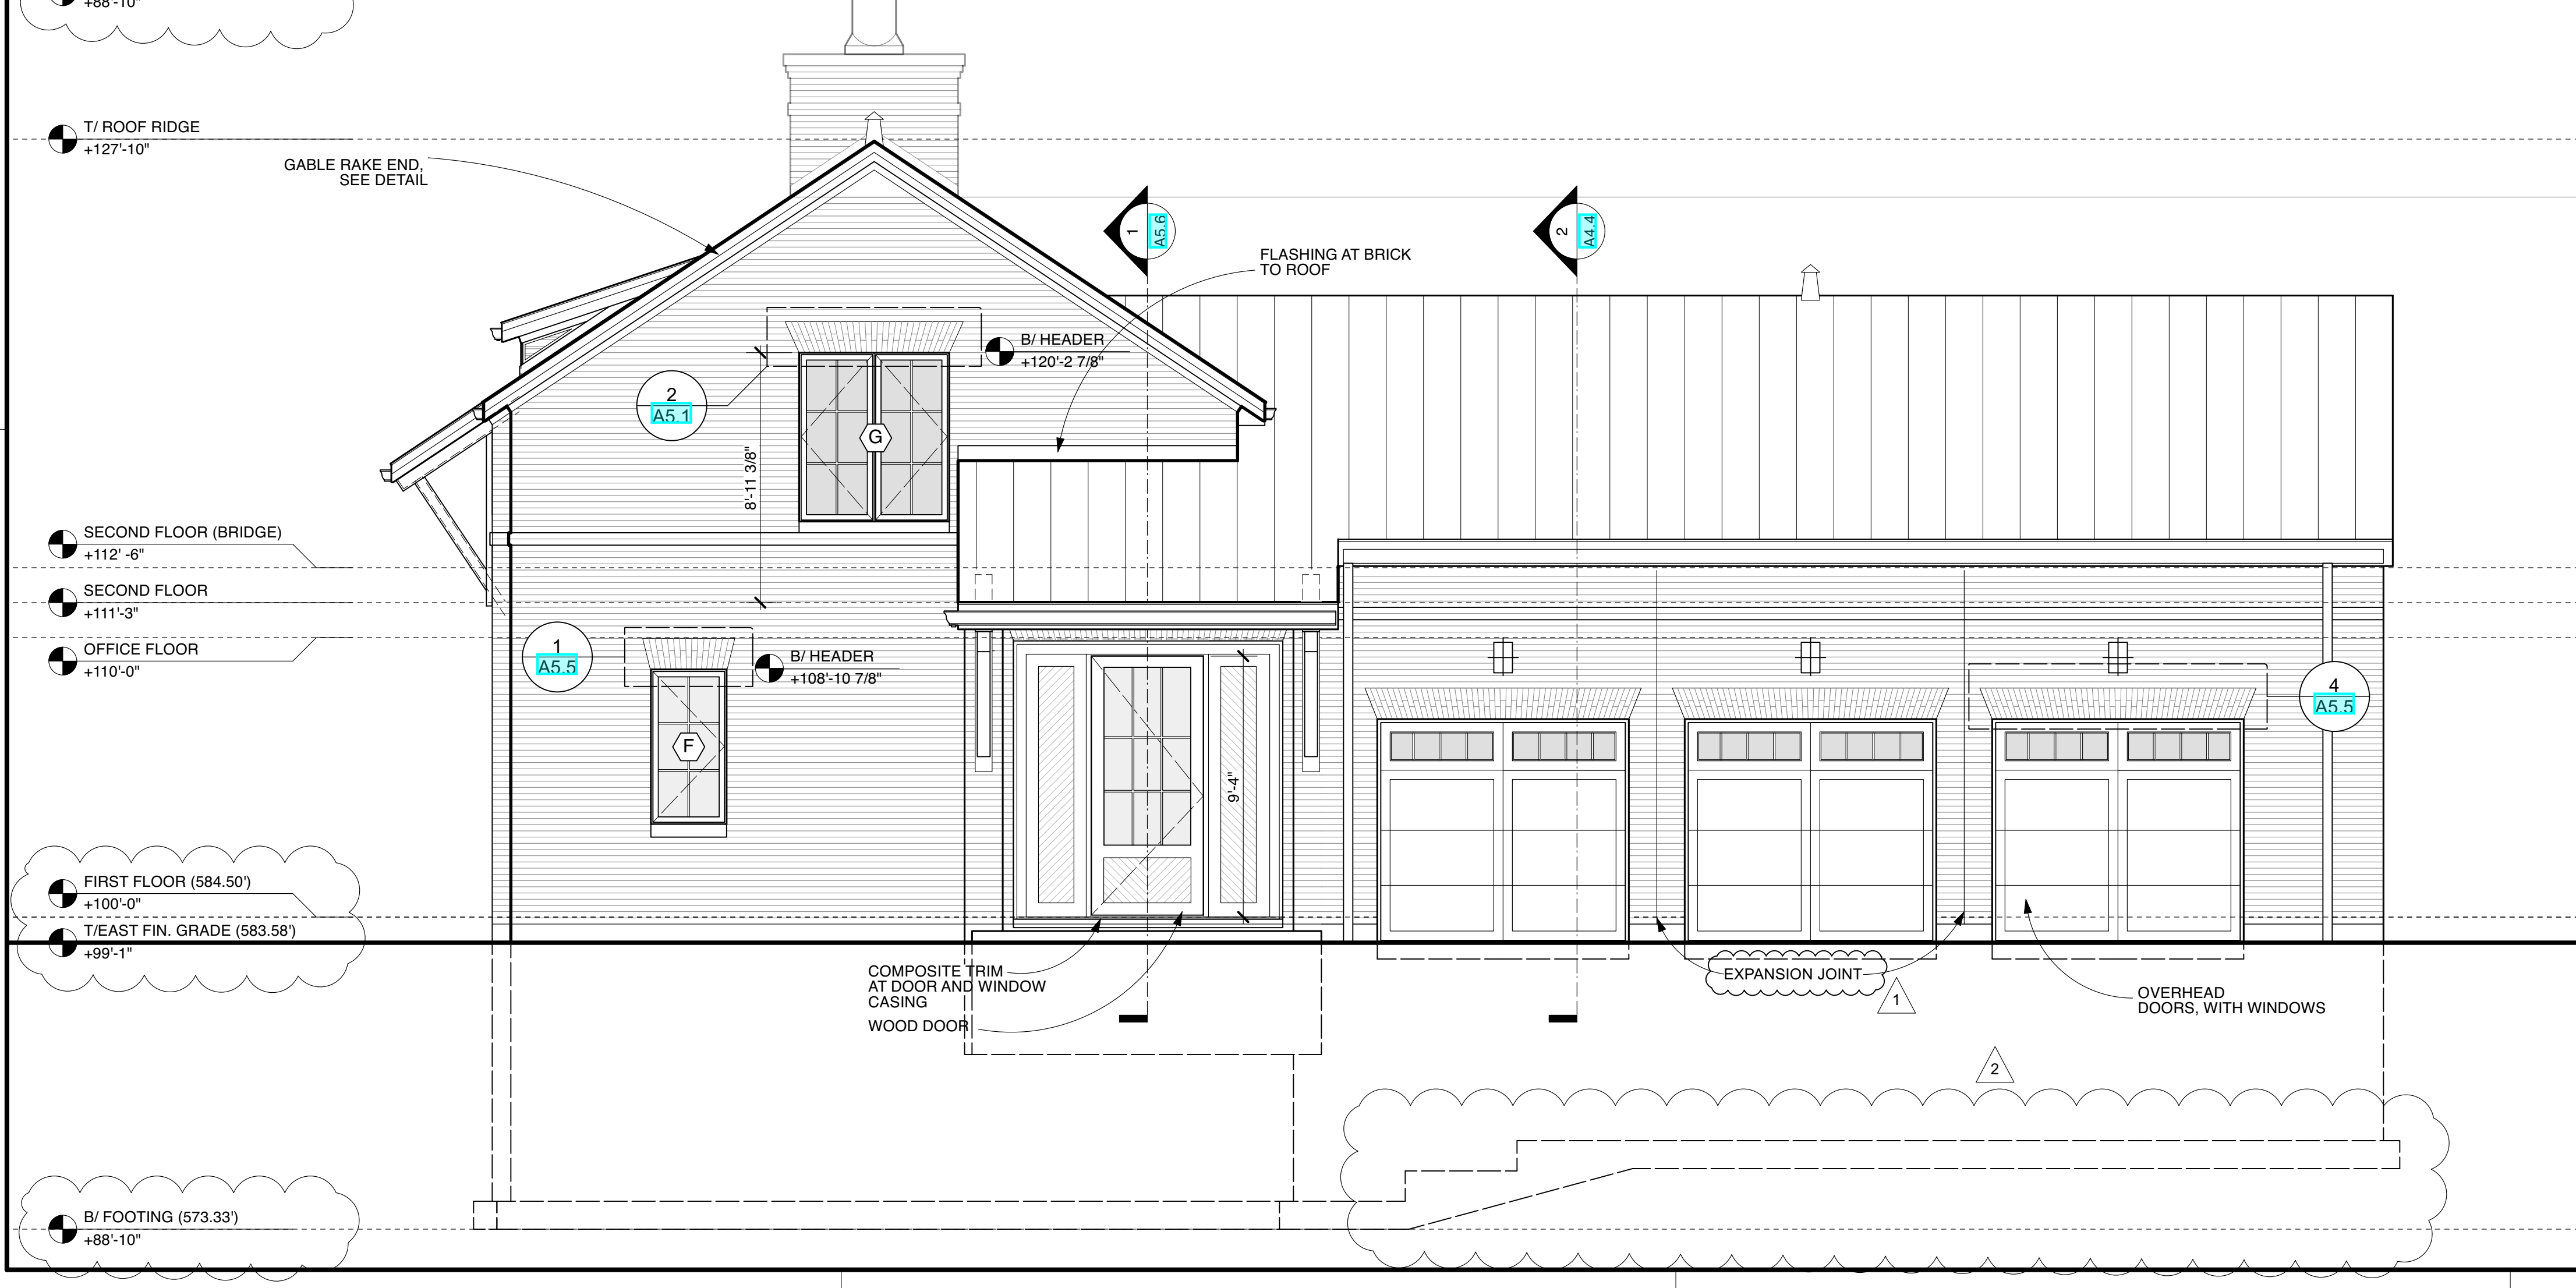 +88'-10"
T/ ROOF RIDGE
+127'-10"
GABLE RAKE END,
SEE DETAIL
1
A5.6
2
A4.4
FLASHING AT BRICK
TO ROOF
B/ HEADER
+120'-2 7/8"
2
A5.1
G
8'-11 3/8"
SECOND FLOOR (BRIDGE)
+112' -6"
SECOND FLOOR
+111'-3"
OFFICE FLOOR
+110'-0"
1
A5.5
B/ HEADER
+108'-10 7/8"
4
A5.5
F
9'-4"
FIRST FLOOR (584.50')
+100'-0"
T/EAST FIN. GRADE (583.58')
+99'-1"
COMPOSITE TRIM
AT DOOR AND WINDOW
CASING
WOOD DOOR
EXPANSION JOINT
1
OVERHEAD
DOORS, WITH WINDOWS
2
B/ FOOTING (573.33')
+88'-10"